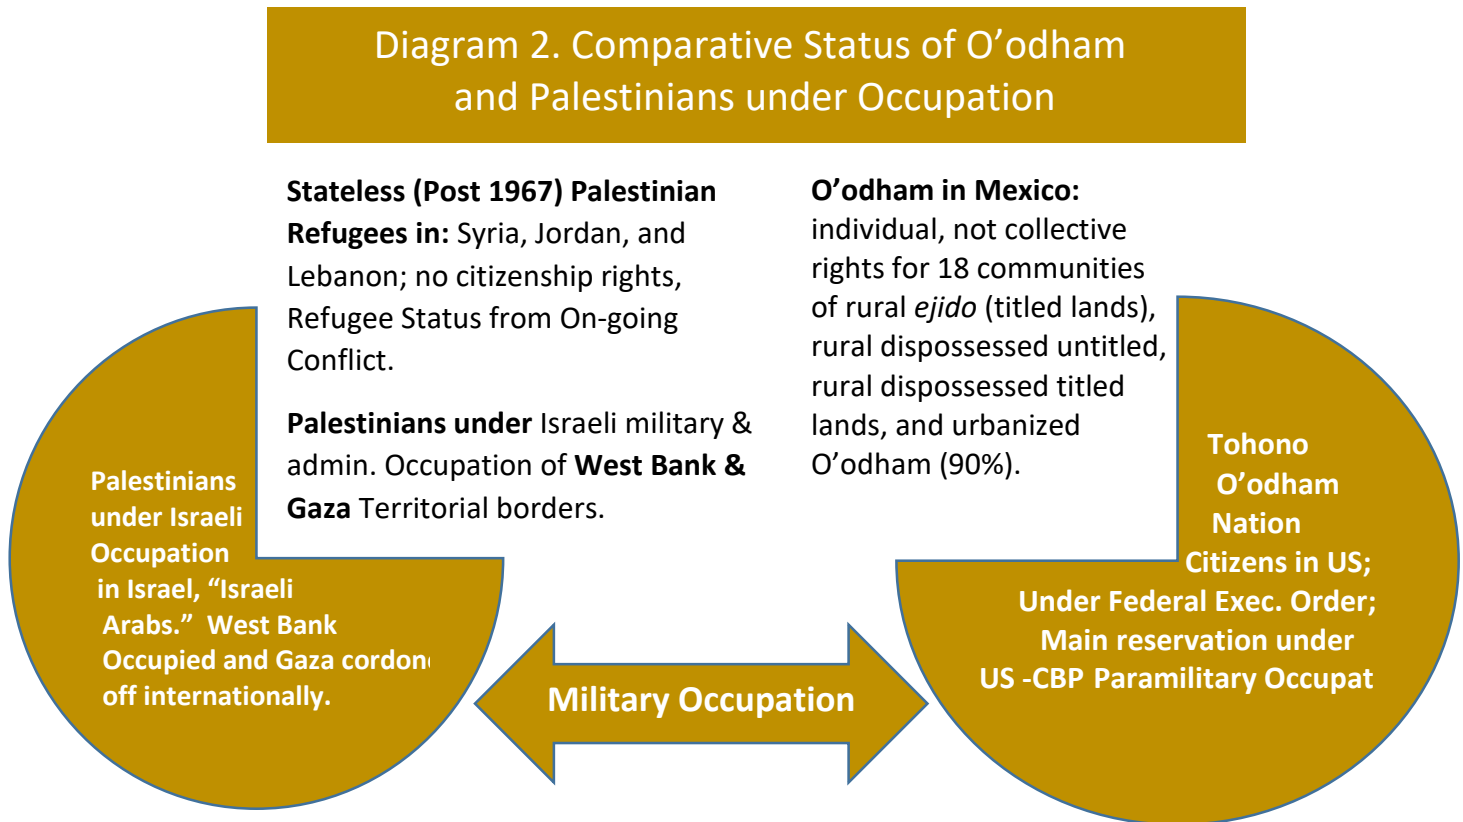 Diagram 2. Comparative Status of O’odham
and Palestinians under Occupation
Stateless (Post 1967) Palestinian
Refugees in: Syria, Jordan, and
Lebanon; no citizenship rights,
Refugee Status from On-going
Conflict.
Palestinians under Israeli military &
admin. Occupation of West Bank &
Gaza Territorial borders.
O’odham in Mexico:
individual, not collective
rights for 18 communities
of rural ejido (titled lands),
rural dispossessed untitled,
rural dispossessed titled
lands, and urbanized
O’odham (90%).
Palestinians
under Israeli
Occupation
in Israel, “Israeli
Arabs.” West Bank
Occupied and Gaza cordon
off internationally.
Military Occupation
Tohono
O’odham
Nation
Citizens in US;
Under Federal Exec. Order;
Main reservation under
US -CBP Paramilitary Occupat